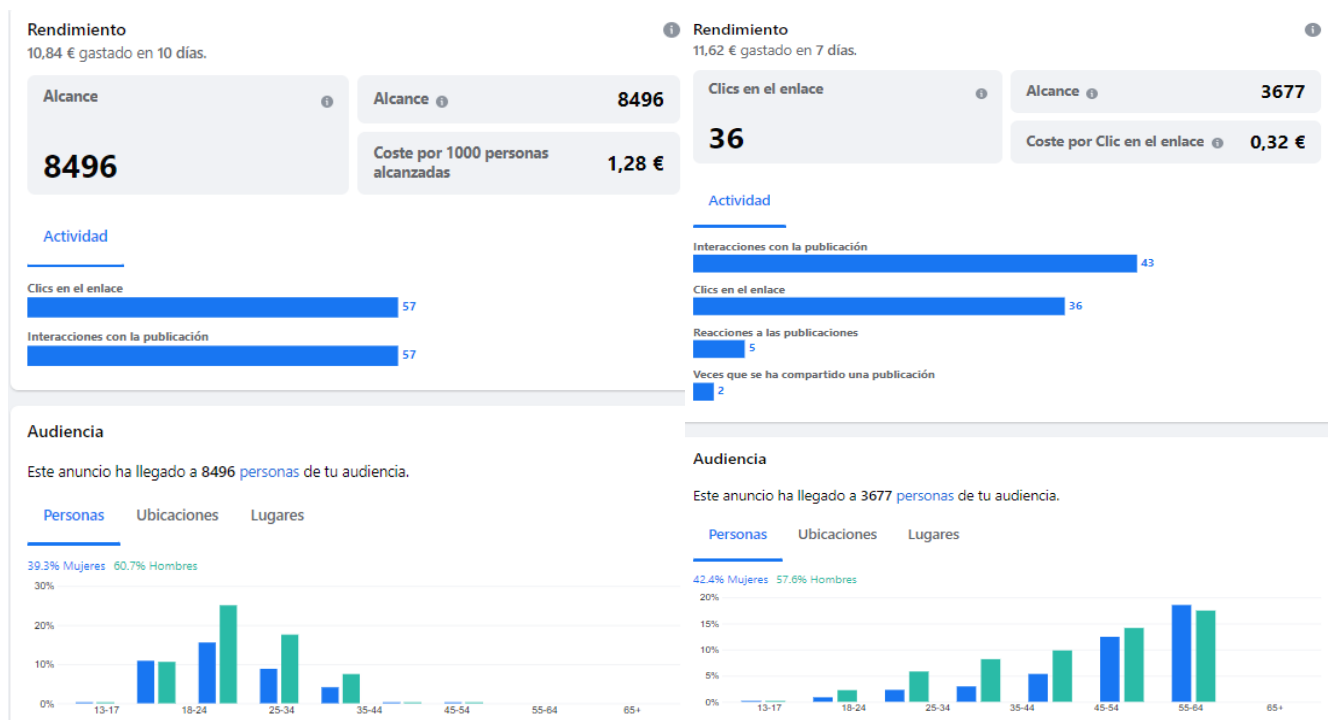 Rendimiento
10,84 € gastado en 10 días.
Alcance
8496
Alcance 8496
Coste por 1000 personas
alcanzadas
1,28 €
Actividad
Clics en el enlace
57
Interacciones con la publicación
57
Audiencia
Este anuncio ha llegado a 8496 personas de tu audiencia.
Personas Ubicaciones Lugares
39.3% Mujeres 60.7% Hombres
30%
20%
10%
0%
13-17 18-24 25-34 35-44 45-54 55-64 65+
Rendimiento
11,62 € gastado en 7 días.
Clics en el enlace
36
Alcance 3677
Coste por Clic en el enlace 0,32 €
Actividad
Interacciones con la publicación
43
Clics en el enlace
36
Reacciones a las publicaciones
5
Veces que se ha compartido una publicación
2
Audiencia
Este anuncio ha llegado a 3677 personas de tu audiencia.
Personas Ubicaciones Lugares
42.4% Mujeres 57.6% Hombres
20%
15%
10%
5%
0%
13-17 18-24 25-34 35-44 45-54 55-64 65+